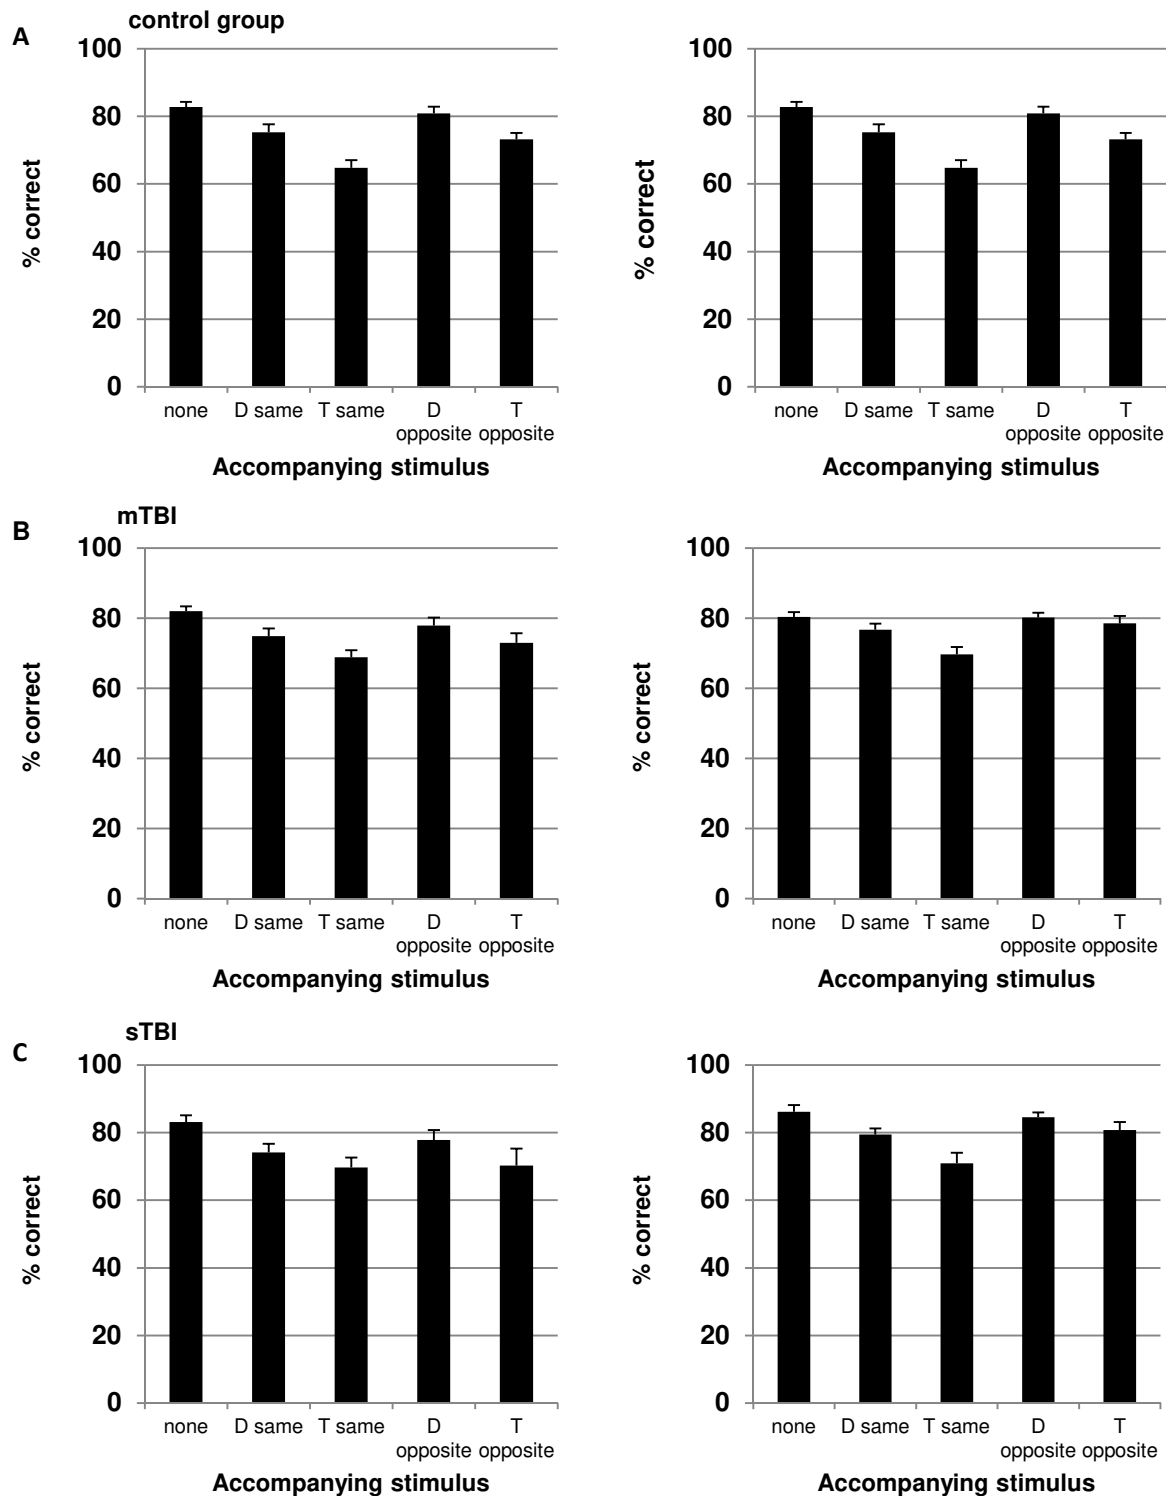 A
control group
100
80
60
40
20
0
% correct
none D same T same D opposite T opposite
Accompanying stimulus
100
80
60
40
20
0
% correct
none D same T same D opposite T opposite
Accompanying stimulus
B
mTBI
100
80
60
40
20
0
% correct
none D same T same D opposite T opposite
Accompanying stimulus
100
80
60
40
20
0
% correct
none D same T same D opposite T opposite
Accompanying stimulus
C
sTBI
100
80
60
40
20
0
% correct
none D same T same D opposite T opposite
Accompanying stimulus
100
80
60
40
20
0
% correct
none D same T same D opposite T opposite
Accompanying stimulus